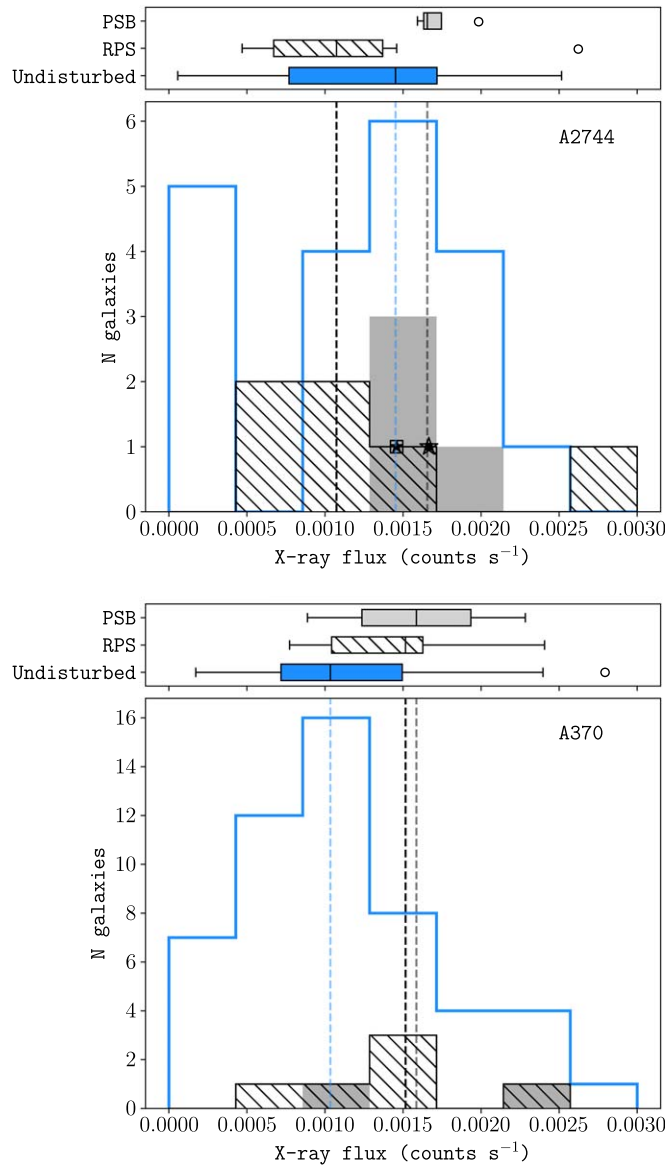 PSB
RPS
Undisturbed
A2744
6
5
4
3
2
1
0
N galaxies
0.0000 0.0005 0.0010 0.0015 0.0020 0.0025 0.0030
X-ray flux (counts s⁻¹)
PSB
RPS
Undisturbed
A370
16
14
12
10
8
6
4
2
0
N galaxies
0.0000 0.0005 0.0010 0.0015 0.0020 0.0025 0.0030
X-ray flux (counts s⁻¹)